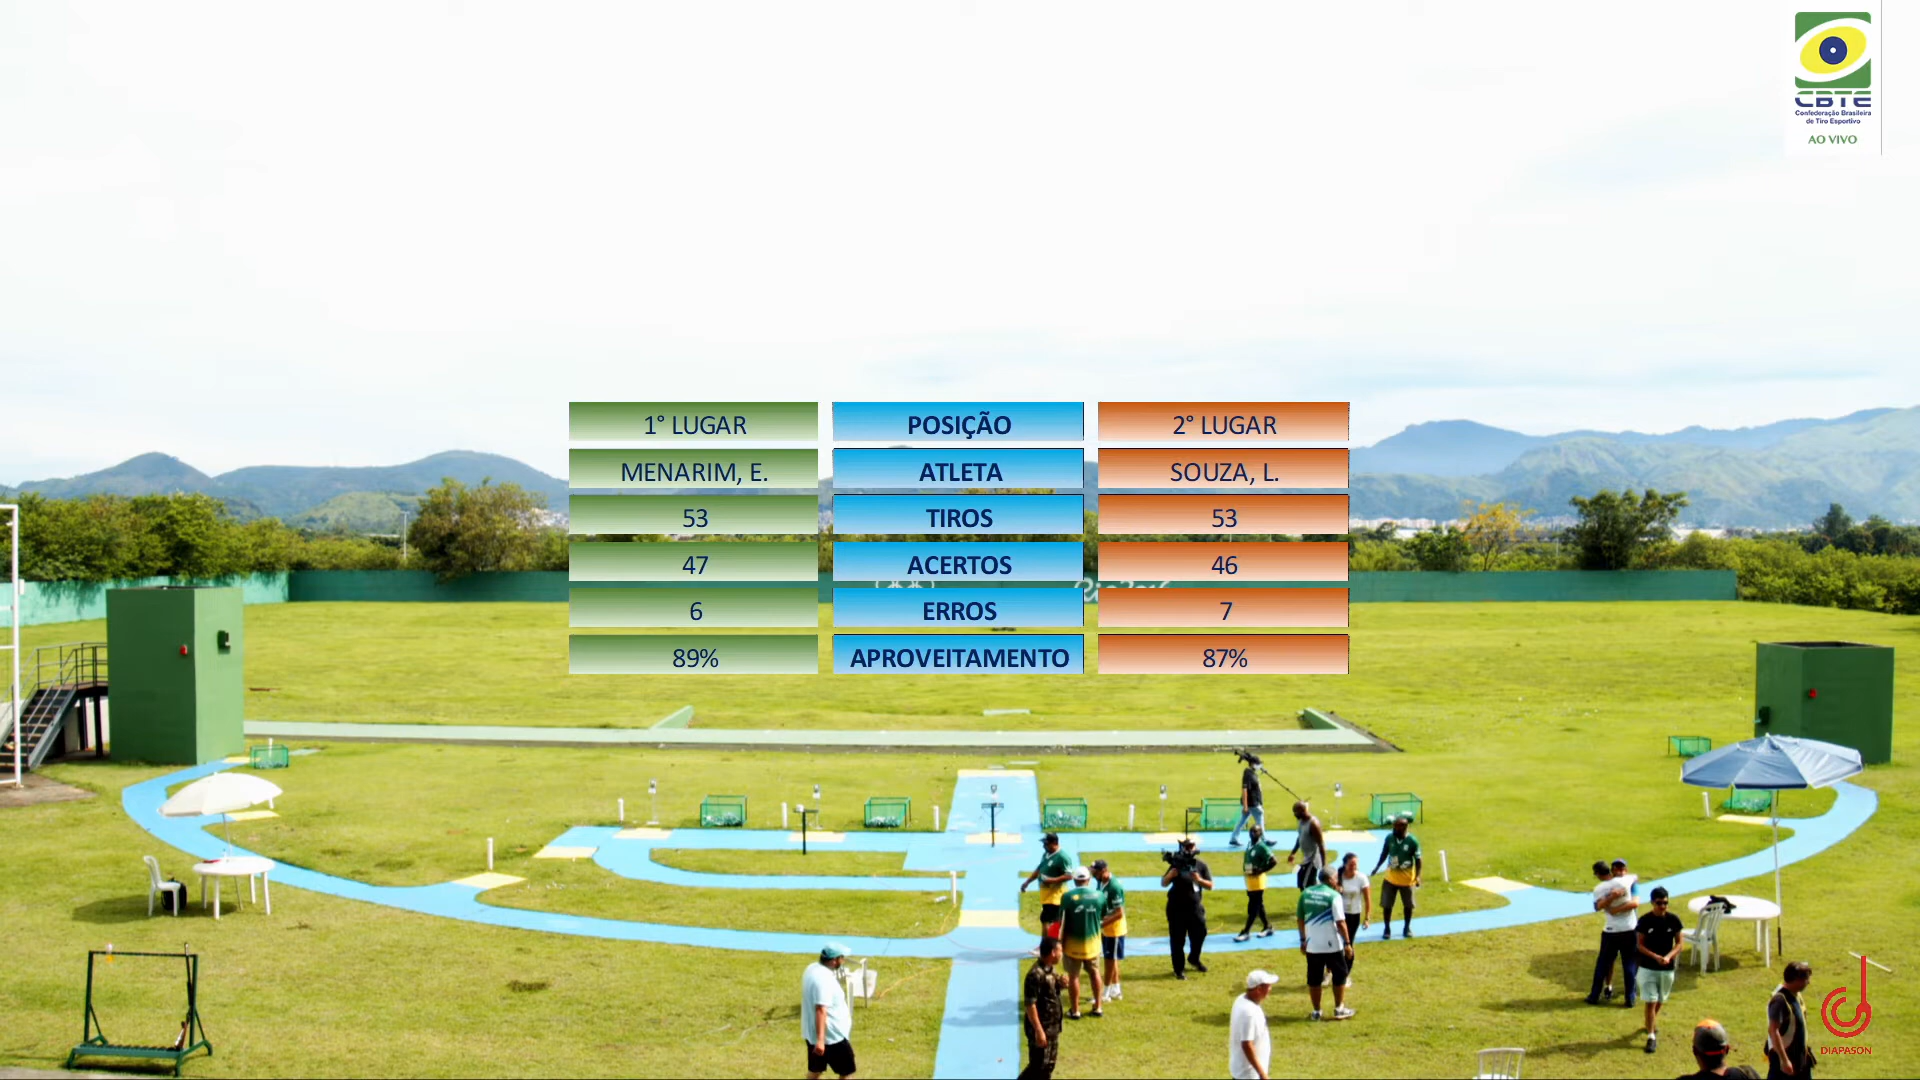 CBTE
Confederação Brasileira
de Tiro Esportivo
AO VIVO
1° LUGAR POSIÇÃO 2° LUGAR
MENARIM, E. ATLETA SOUZA, L.
53 TIROS 53
47 ACERTOS 46
6 ERROS 7
89% APROVEITAMENTO 87%
DIAPASON